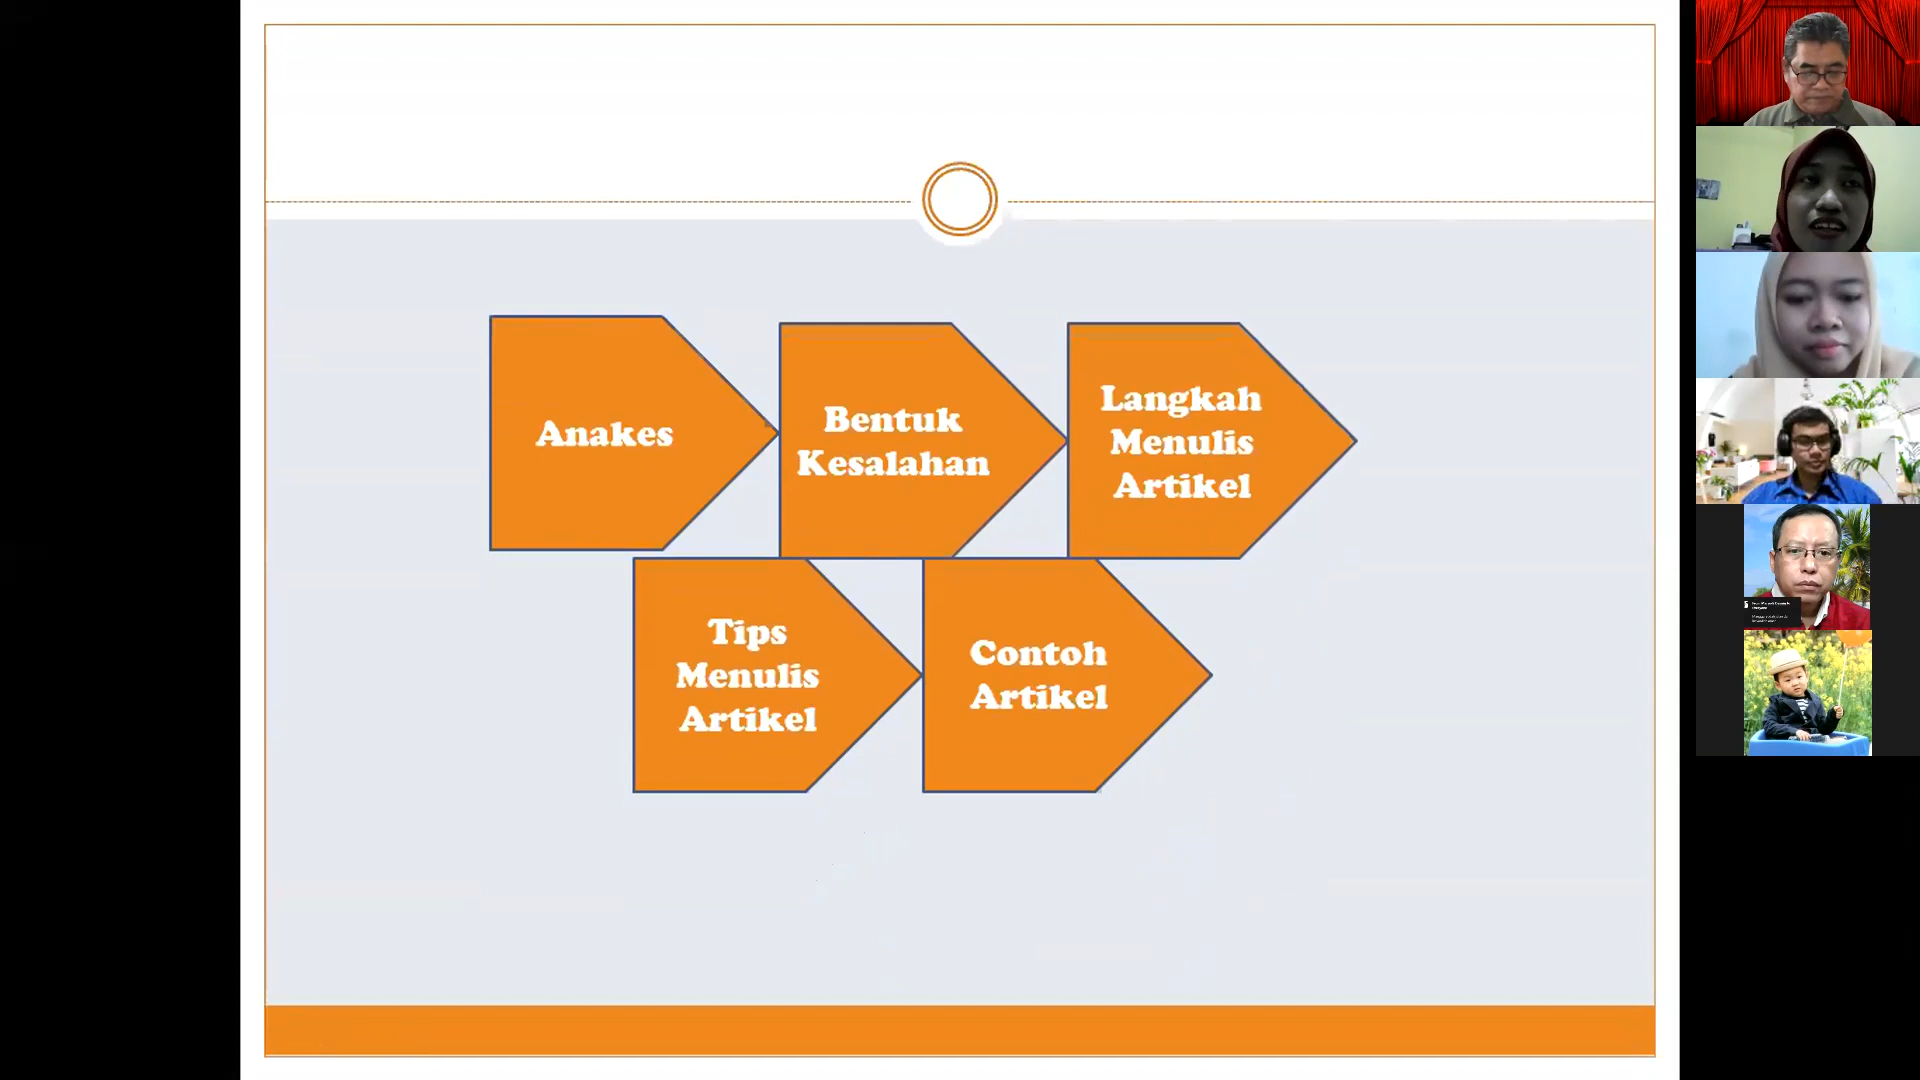 Anakes
Bentuk
Kesalahan
Langkah
Menulis
Artikel
Tips
Menulis
Artikel
Contoh
Artikel